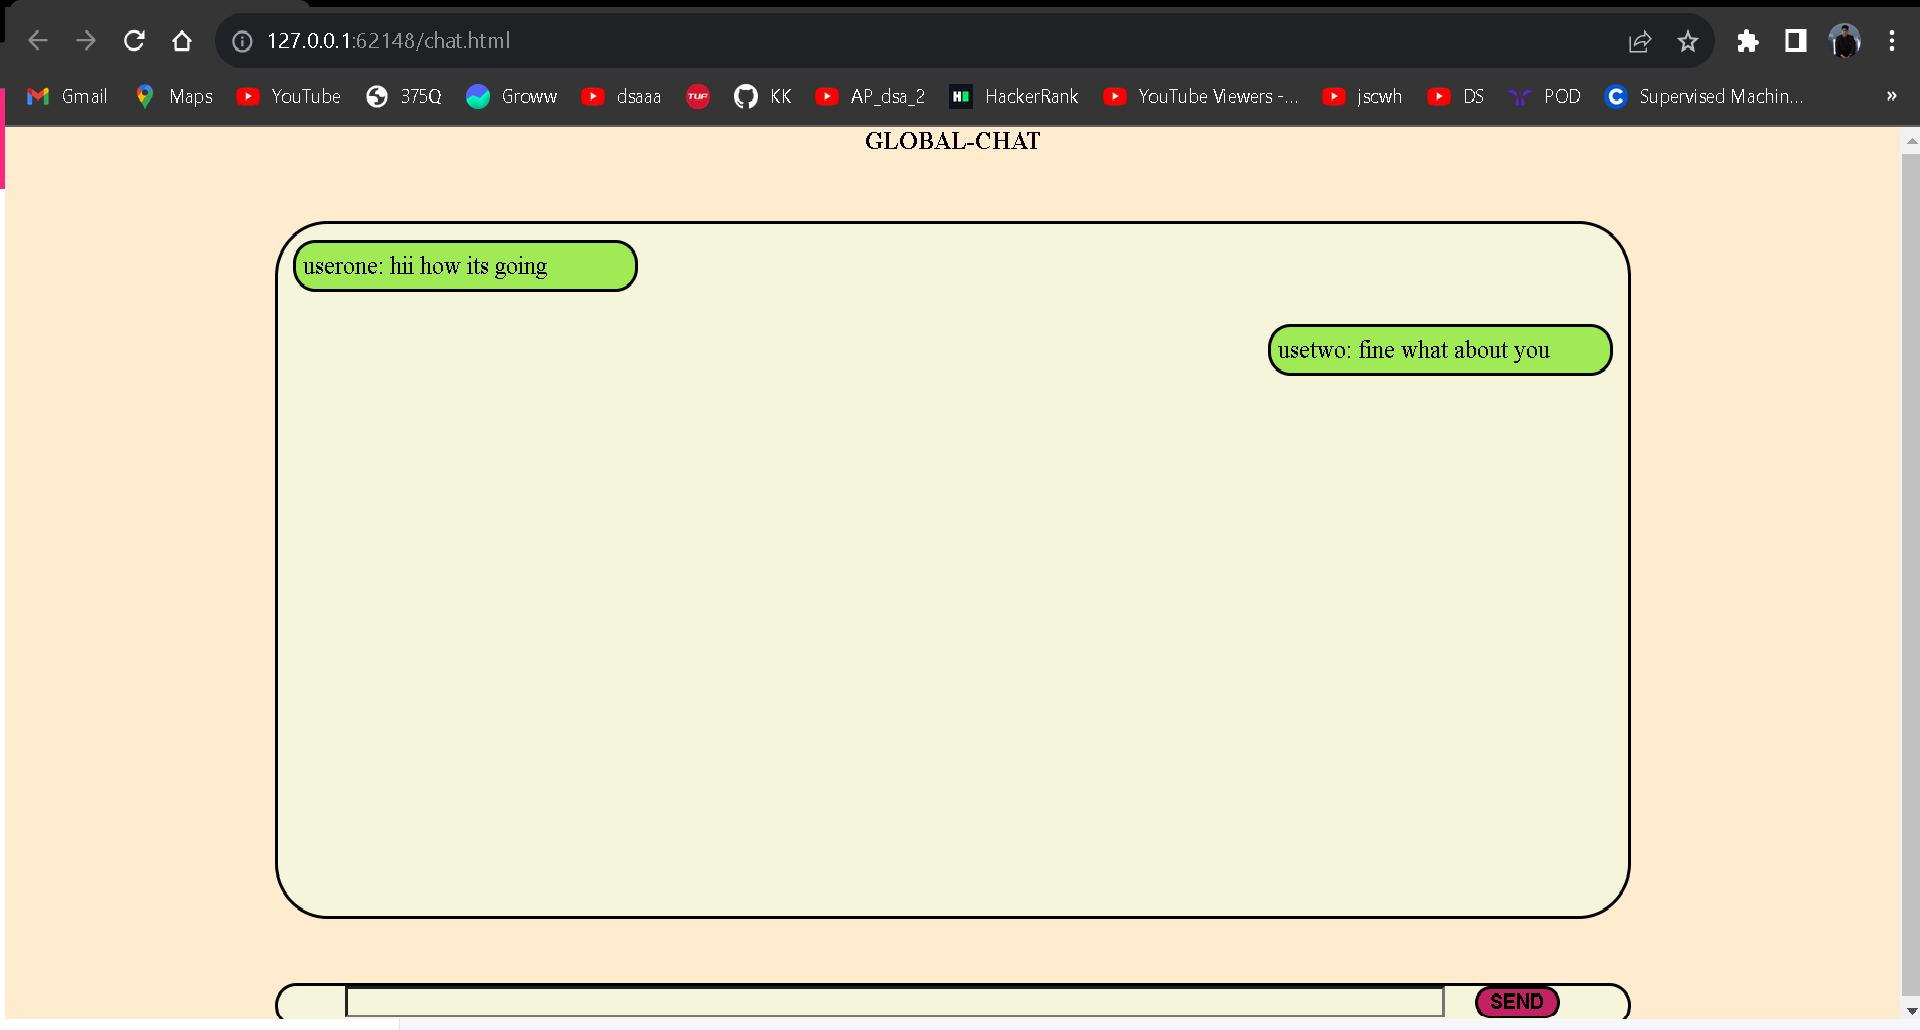 127.0.0.1:62148/chat.html
Gmail Maps YouTube 375Q Groww dsaaa TUF KK AP_dsa_2 HackerRank YouTube Viewers -... jscwh DS POD Supervised Machin... »
GLOBAL-CHAT
userone: hii how its going
usetwo: fine what about you
SEND